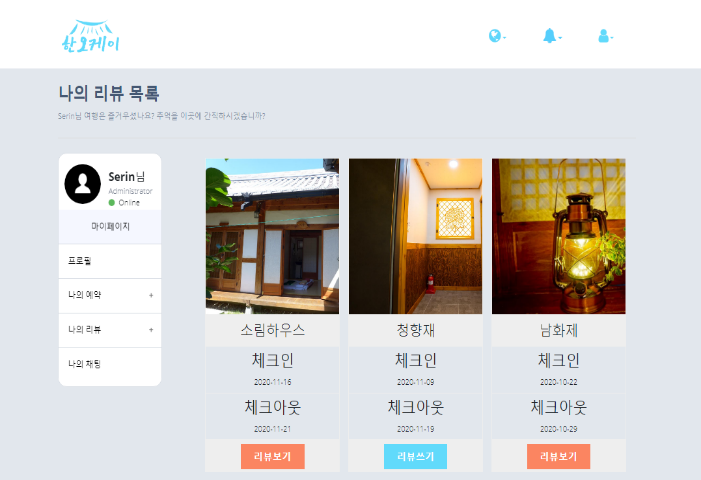 한오케이
나의 리뷰 목록
Serin님 여행은 즐거우셨나요? 추억을 이곳에 간직하시겠습니까?
Serin님
Administrator
Online
마이페이지
프로필
나의 예약 +
나의 리뷰 +
나의 채팅
소림하우스
체크인
2020-11-16
체크아웃
2020-11-21
리뷰보기
청향재
체크인
2020-11-09
체크아웃
2020-11-19
리뷰쓰기
남화제
체크인
2020-10-22
체크아웃
2020-10-29
리뷰보기